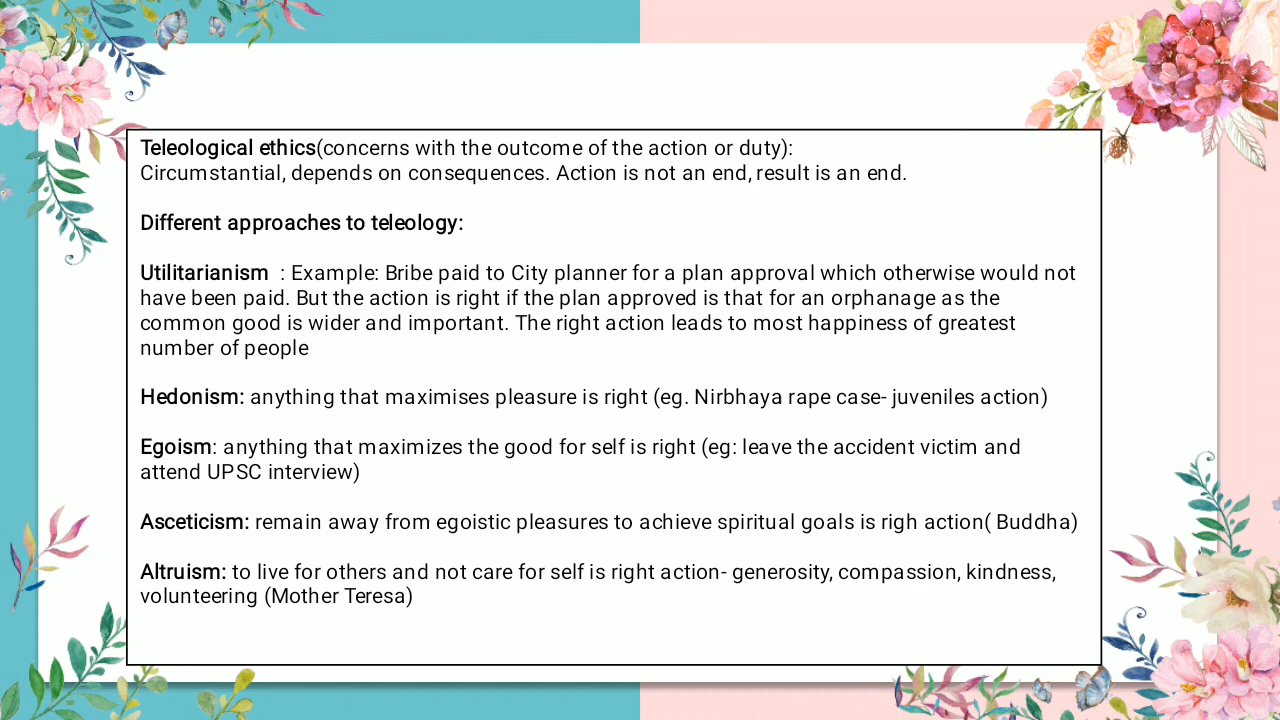 Teleological ethics(concerns with the outcome of the action or duty):
Circumstantial, depends on consequences. Action is not an end, result is an end.
Different approaches to teleology:
Utilitarianism : Example: Bribe paid to City planner for a plan approval which otherwise would not
have been paid. But the action is right if the plan approved is that for an orphanage as the
common good is wider and important. The right action leads to most happiness of greatest
number of people
Hedonism: anything that maximises pleasure is right (eg. Nirbhaya rape case- juveniles action)
Egoism: anything that maximizes the good for self is right (eg: leave the accident victim and
attend UPSC interview)
Asceticism: remain away from egoistic pleasures to achieve spiritual goals is righ action( Buddha)
Altruism: to live for others and not care for self is right action- generosity, compassion, kindness,
volunteering (Mother Teresa)